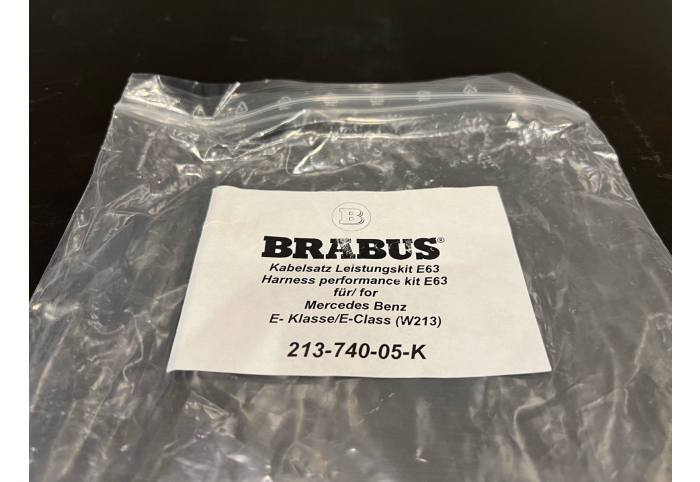 B
BRABUS®
Kabelsatz Leistungskit E63
Harness performance kit E63
für/ for
Mercedes Benz
E- Klasse/E-Class (W213)
213-740-05-K